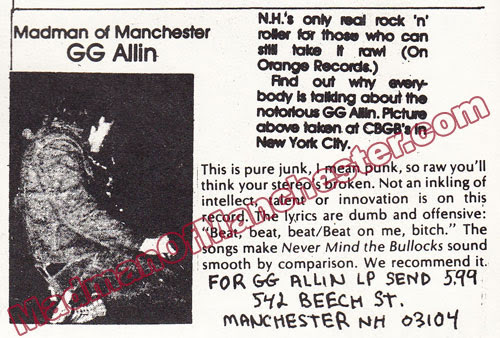 Madman of Manchester
GG Allin
N.H.'s only real rock 'n'
roller for those who can
still take it raw! (On
Orange Records.)
Find out why every-
body is talking about the
notorious GG Allin. Picture
above taken at CBGB's in
New York City.
This is pure junk, I mean punk, so raw you'll
think your stereo's broken. Not an inkling of
intellect, talent or innovation is on this
record. The lyrics are dumb and offensive:
"Beat, beat, beat/Beat on me, bitch." The
songs make Never Mind the Bullocks sound
smooth by comparison. We recommend it.
FOR GG ALLIN LP SEND 5.99
542 BEECH ST.
MANCHESTER NH 03104
MadmanOfManchester.com